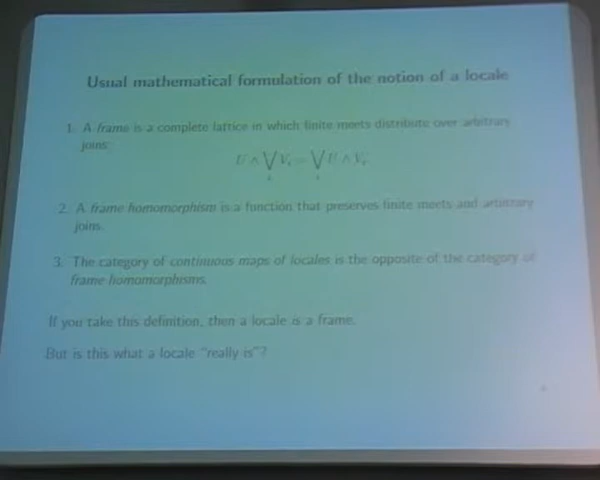 Usual mathematical formulation of the notion of a locale
1. A frame is a complete lattice in which finite meets distribute over arbitrary
joins:
U ∧ ⋁ V_i = ⋁ U ∧ V_i
i i
2. A frame homomorphism is a function that preserves finite meets and arbitrary
joins.
3. The category of continuous maps of locales is the opposite of the category of
frame homomorphisms.
If you take this definition, then a locale is a frame.
But is this what a locale "really is"?